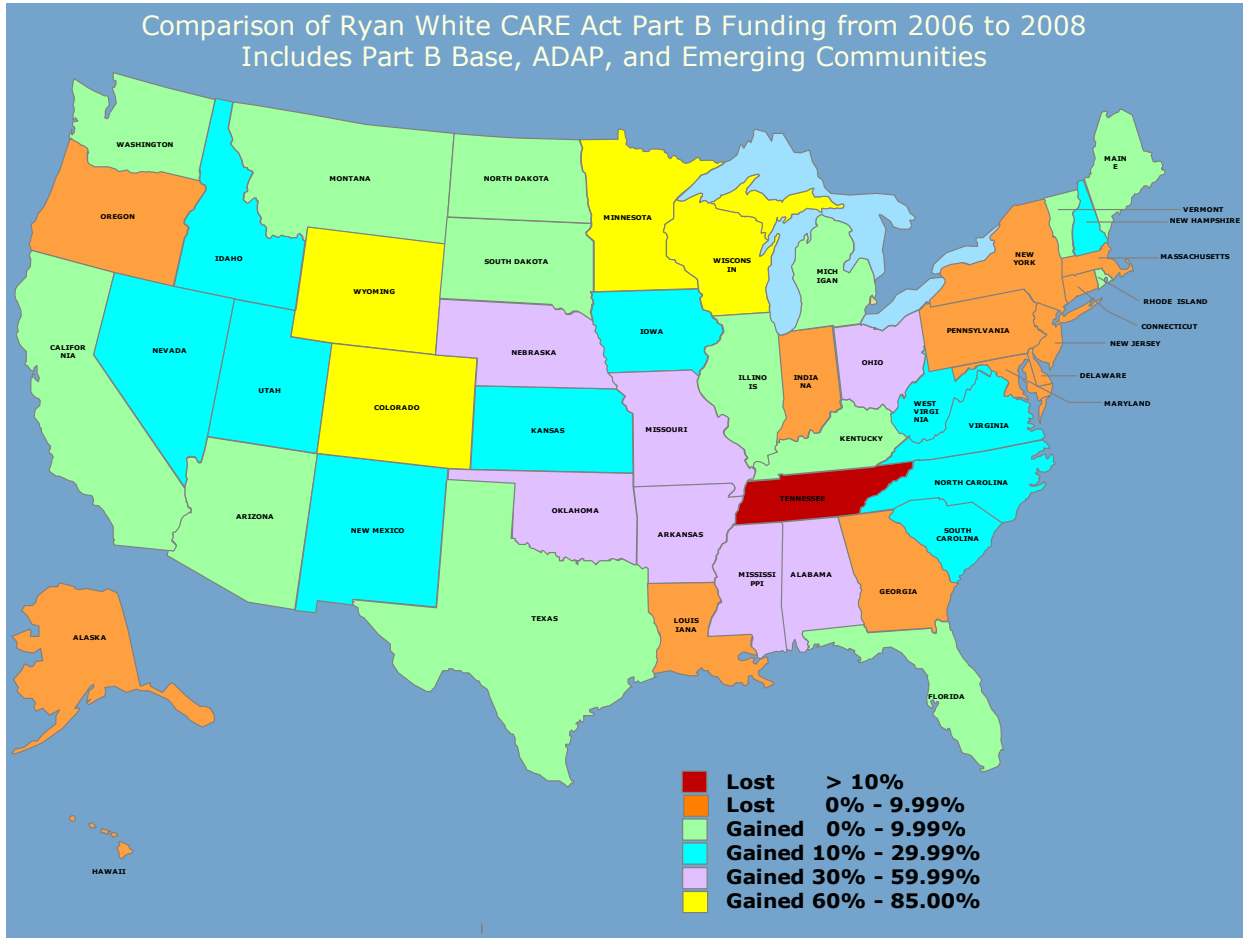 Comparison of Ryan White CARE Act Part B Funding from 2006 to 2008
Includes Part B Base, ADAP, and Emerging Communities
WASHINGTON
MONTANA
NORTH DAKOTA
MINNESOTA
MAIN
E
OREGON
IDAHO
WYOMING
SOUTH DAKOTA
WISCONS
IN
MICH
IGAN
NEW
YORK
VERMONT
NEW HAMPSHIRE
MASSACHUSETTS
RHODE ISLAND
CONNECTICUT
NEW JERSEY
DELAWARE
MARYLAND
CALIFOR
NIA
NEVADA
UTAH
COLORADO
NEBRASKA
IOWA
ILLINO
IS
INDIA
NA
OHIO
PENNSYLVANIA
KANSAS
MISSOURI
KENTUCKY
WEST
VIRGI
NIA
VIRGINIA
ARIZONA
NEW MEXICO
OKLAHOMA
ARKANSAS
TENNESSEE
NORTH CAROLINA
SOUTH
CAROLINA
TEXAS
LOUIS
IANA
MISSISSI
PPI
ALABAMA
GEORGIA
FLORIDA
ALASKA
HAWAII
Lost > 10%
Lost 0% - 9.99%
Gained 0% - 9.99%
Gained 10% - 29.99%
Gained 30% - 59.99%
Gained 60% - 85.00%